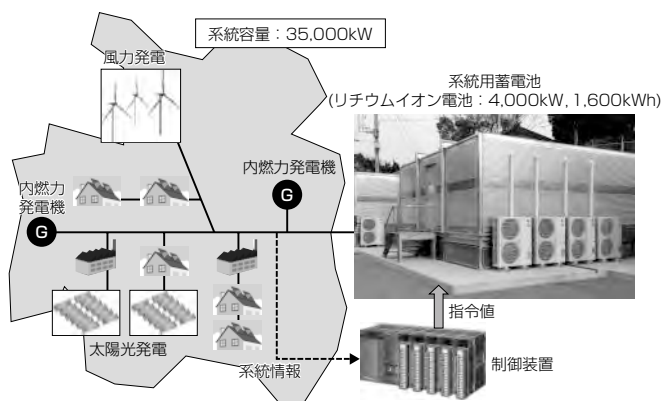 系統容量：35,000kW
風力発電
系統用蓄電池
(リチウムイオン電池：4,000kW, 1,600kWh)
内燃力発電機
内燃力
発電機
G
G
太陽光発電
系統情報
指令値
制御装置